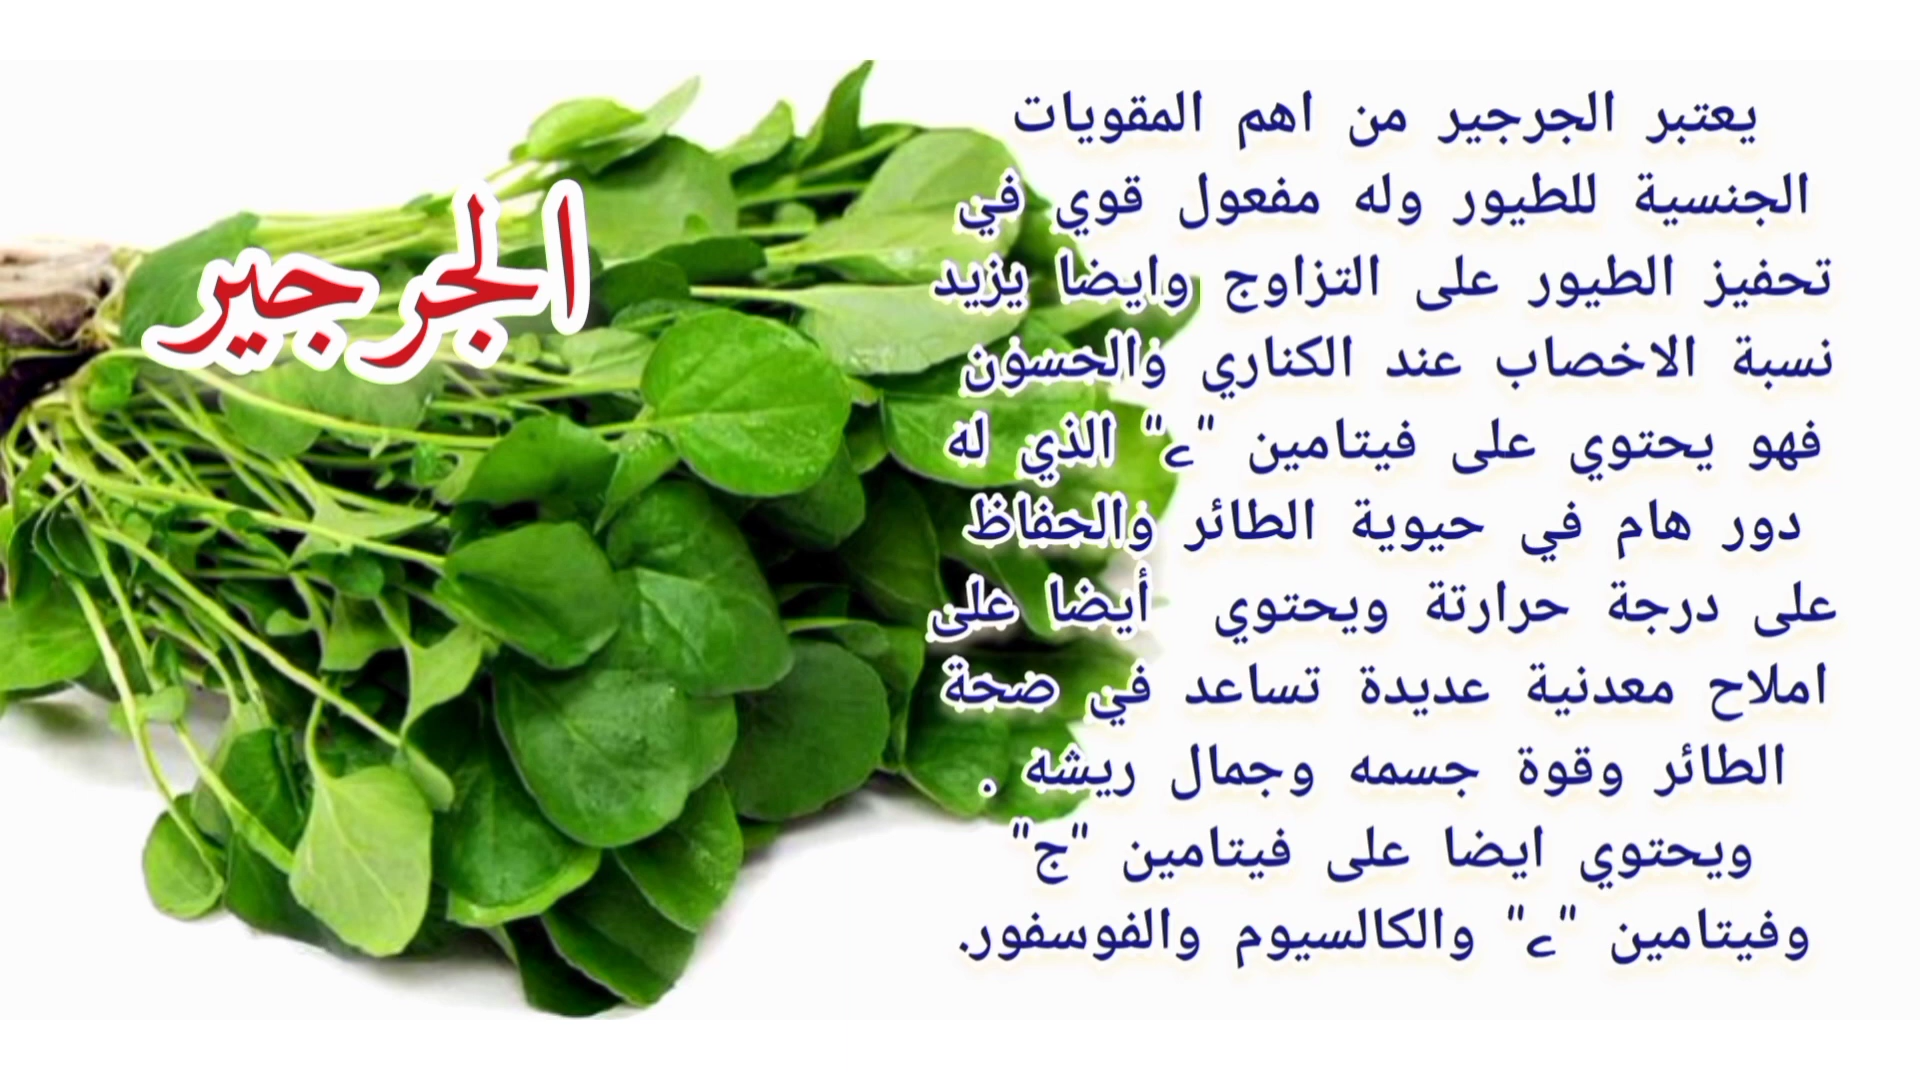 الجرجير
يعتبر الجرجير من اهم المقويات
الجنسية للطيور وله مفعول قوي في
تحفيز الطيور على التزاوج وايضا يزيد
نسبة الاخصاب عند الكناري والحسون
فهو يحتوي على فيتامين "ے" الذي له
دور هام في حيوية الطائر والحفاظ
على درجة حرارتة ويحتوي أيضا على
املاح معدنية عديدة تساعد في صحة
الطائر وقوة جسمه وجمال ريشه .
ويحتوي ايضا على فيتامين "ج"
وفيتامين "ے" والكالسيوم والفوسفور.